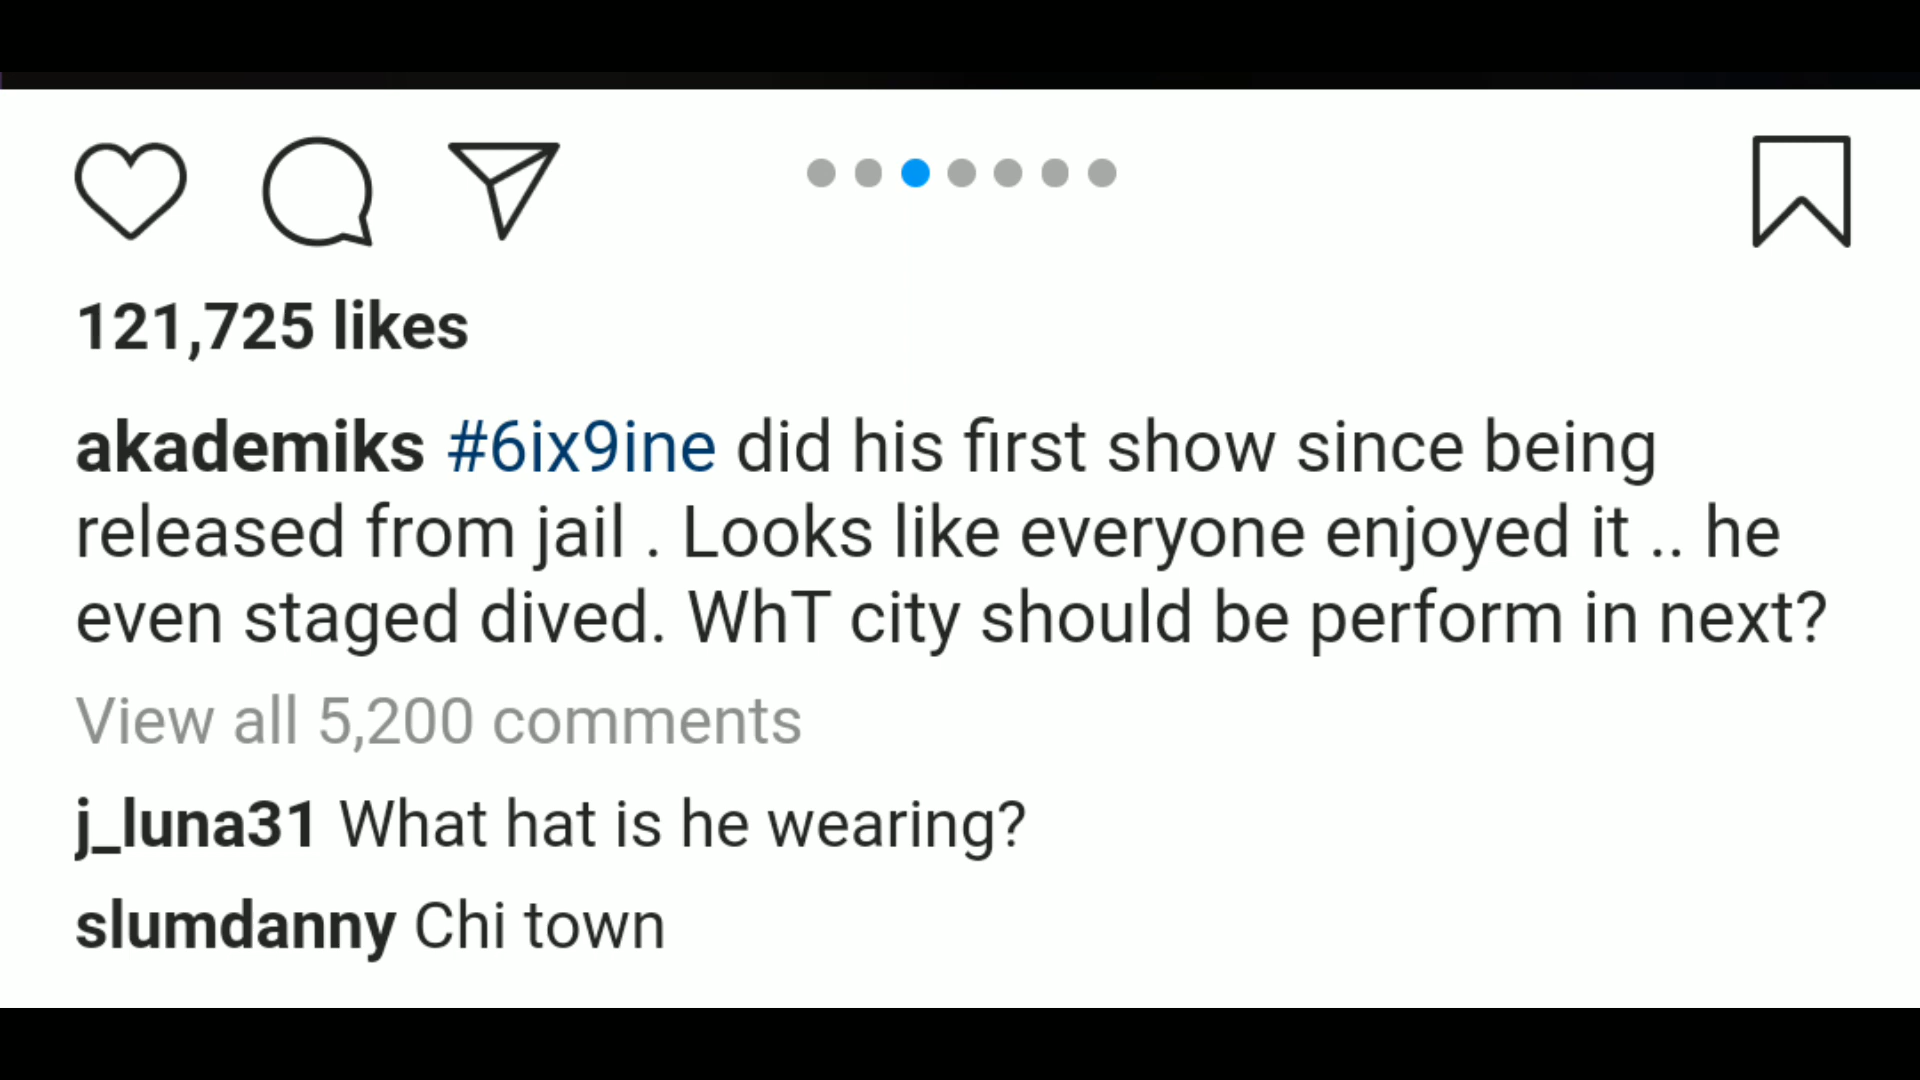 121,725 likes
akademiks #6ix9ine did his first show since being
released from jail . Looks like everyone enjoyed it .. he
even staged dived. WhT city should be perform in next?
View all 5,200 comments
j_luna31 What hat is he wearing?
slumdanny Chi town